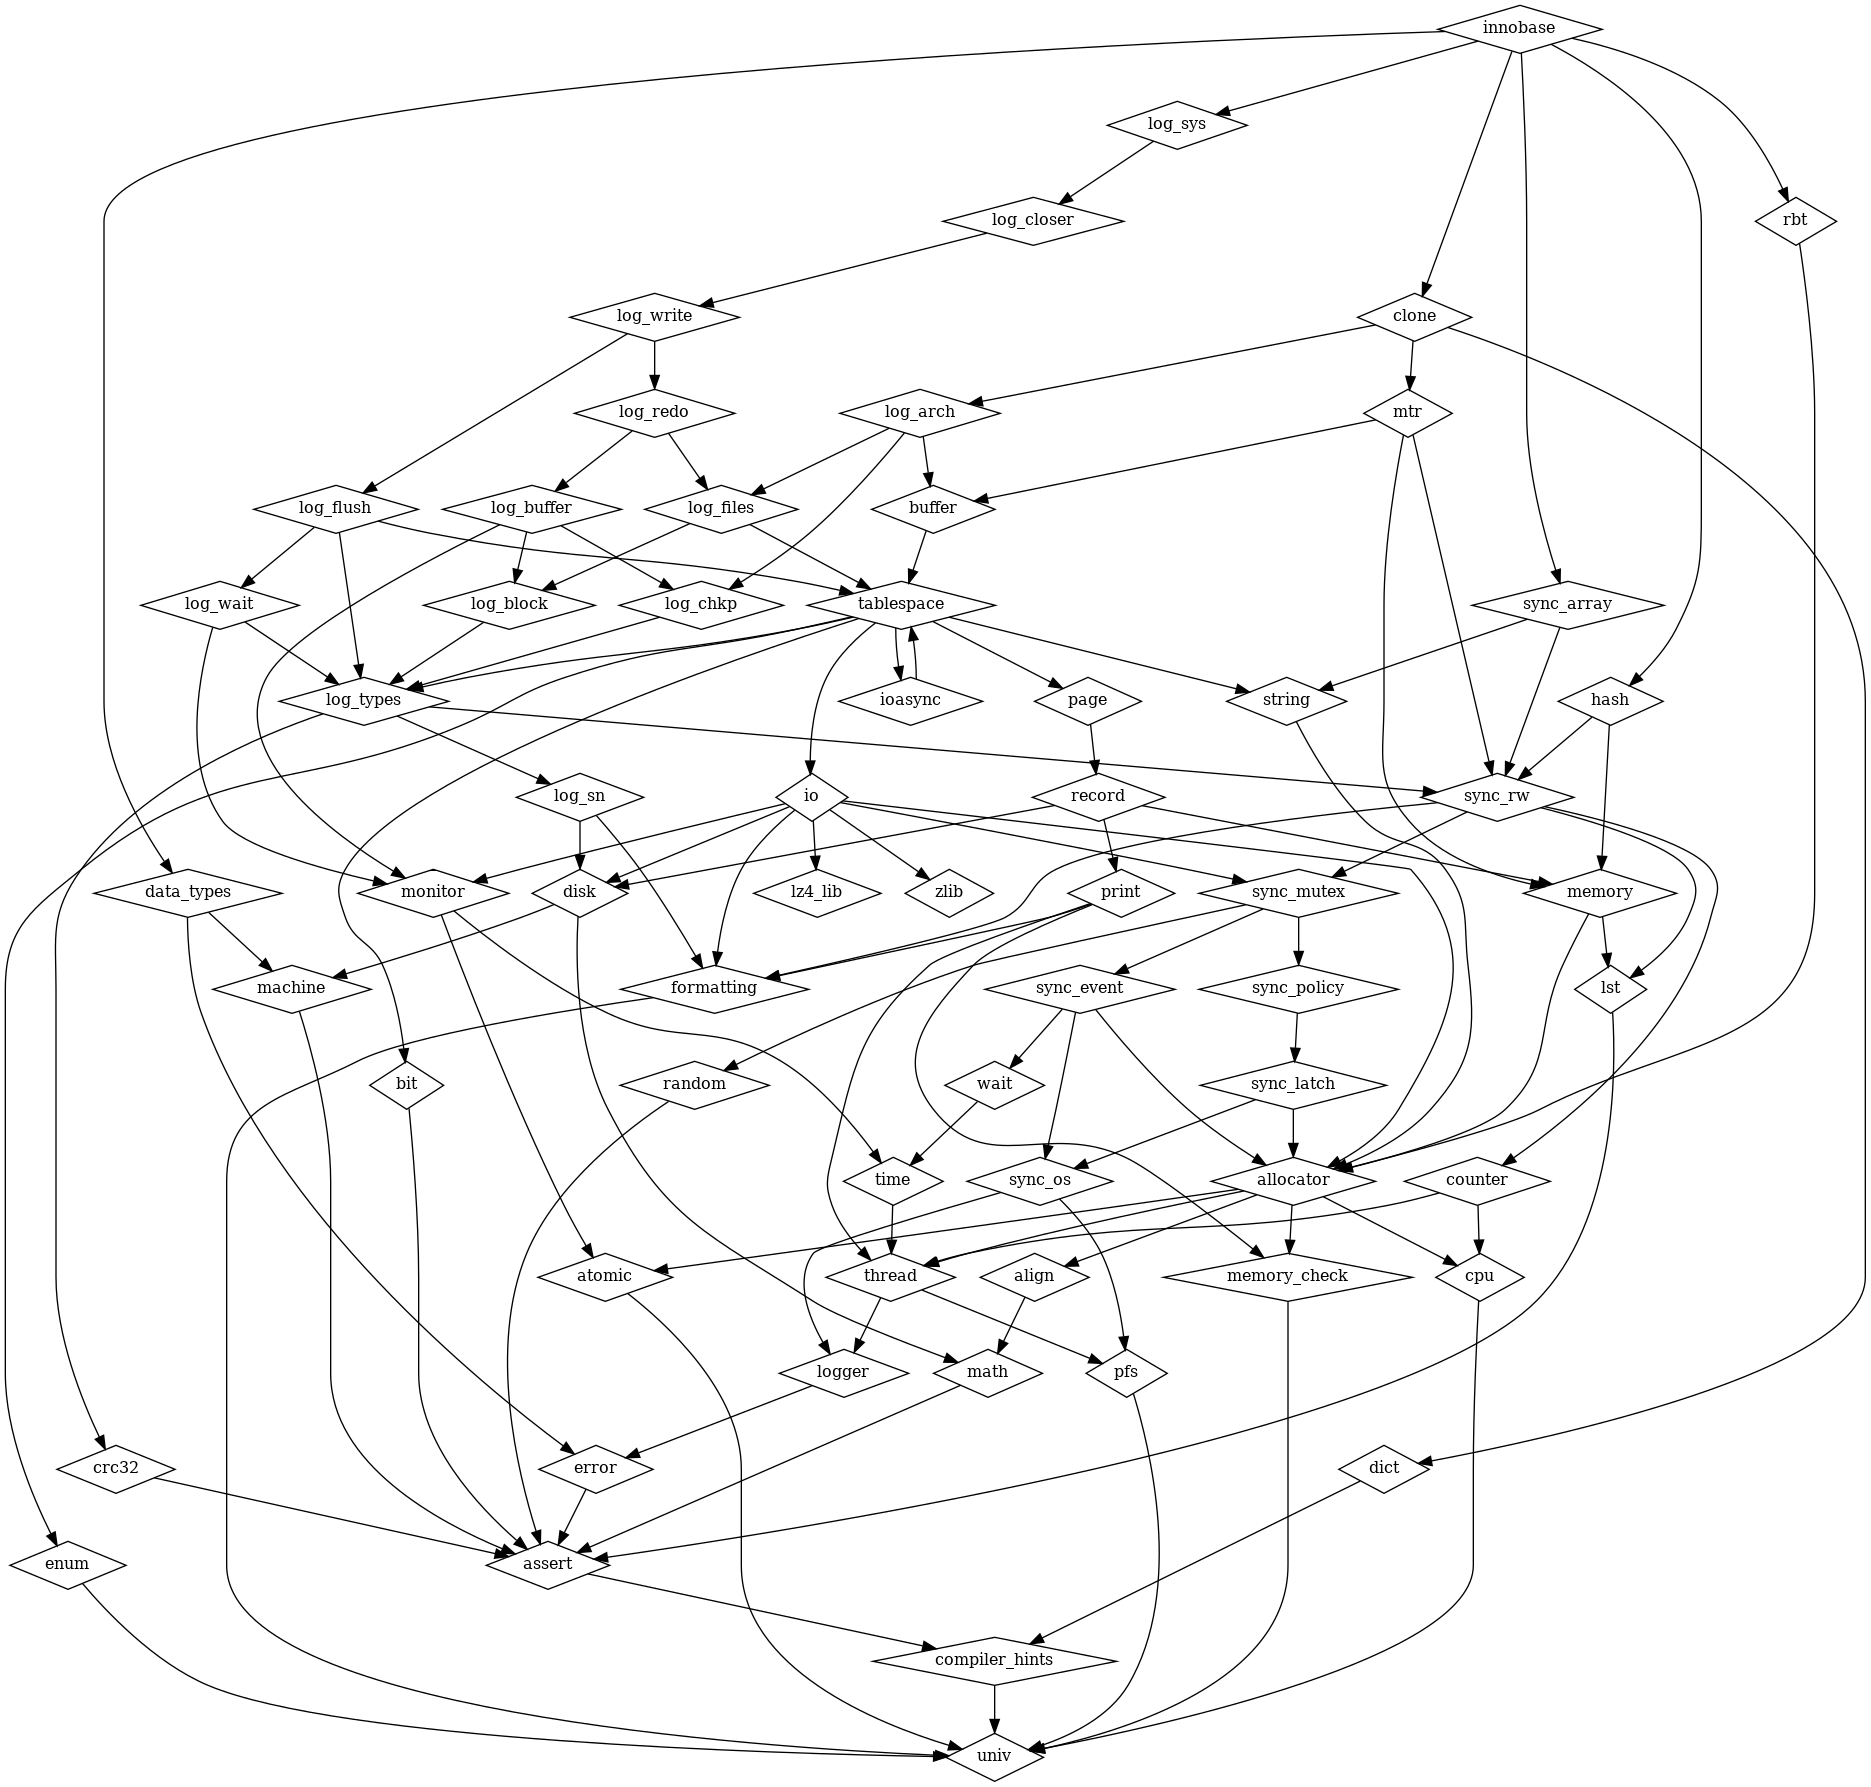 innobase
log_sys
log_closer
rbt
log_write
clone
log_redo
log_arch
mtr
log_flush
log_buffer
log_files
buffer
log_wait
log_block
log_chkp
tablespace
sync_array
log_types
ioasync
page
string
hash
log_sn
io
record
sync_rw
data_types
monitor
disk
lz4_lib
zlib
print
sync_mutex
memory
machine
formatting
sync_event
sync_policy
lst
bit
random
wait
sync_latch
time
sync_os
allocator
counter
atomic
thread
align
memory_check
cpu
logger
math
pfs
crc32
error
dict
enum
assert
compiler_hints
univ